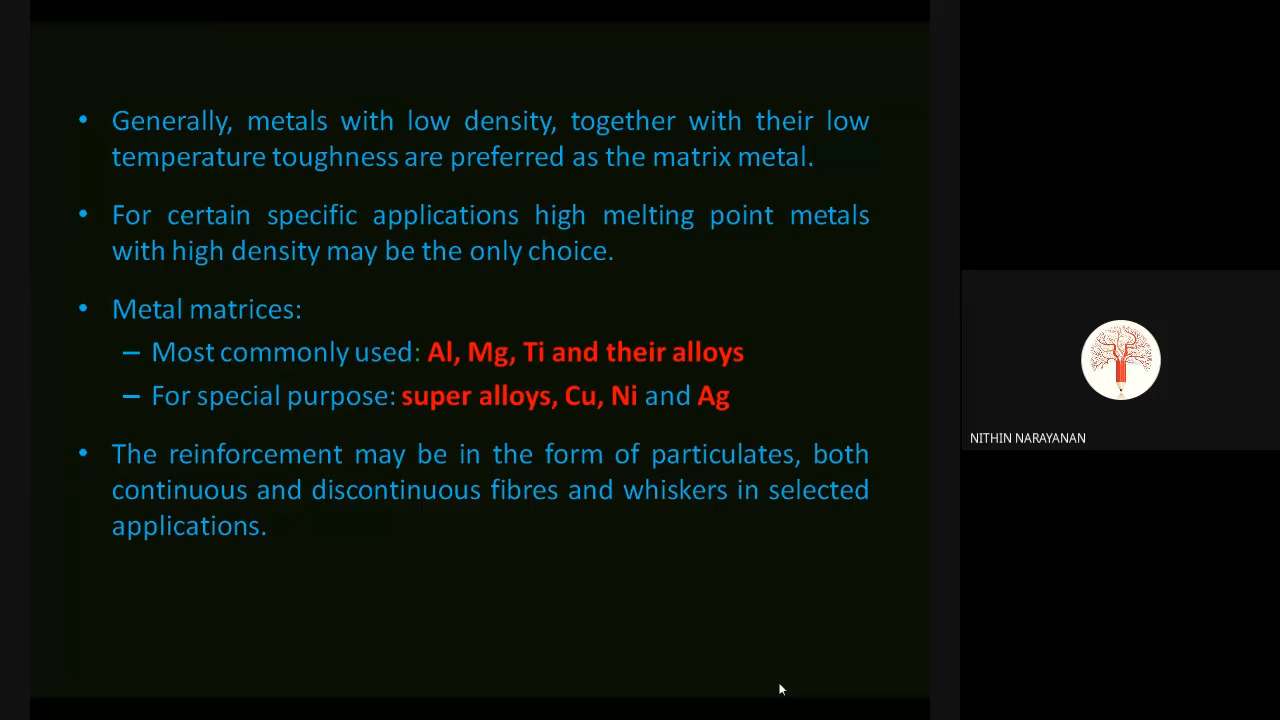 • Generally, metals with low density, together with their low
temperature toughness are preferred as the matrix metal.
• For certain specific applications high melting point metals
with high density may be the only choice.
• Metal matrices:
– Most commonly used: Al, Mg, Ti and their alloys
– For special purpose: super alloys, Cu, Ni and Ag
• The reinforcement may be in the form of particulates, both
continuous and discontinuous fibres and whiskers in selected
applications.
NITHIN NARAYANAN